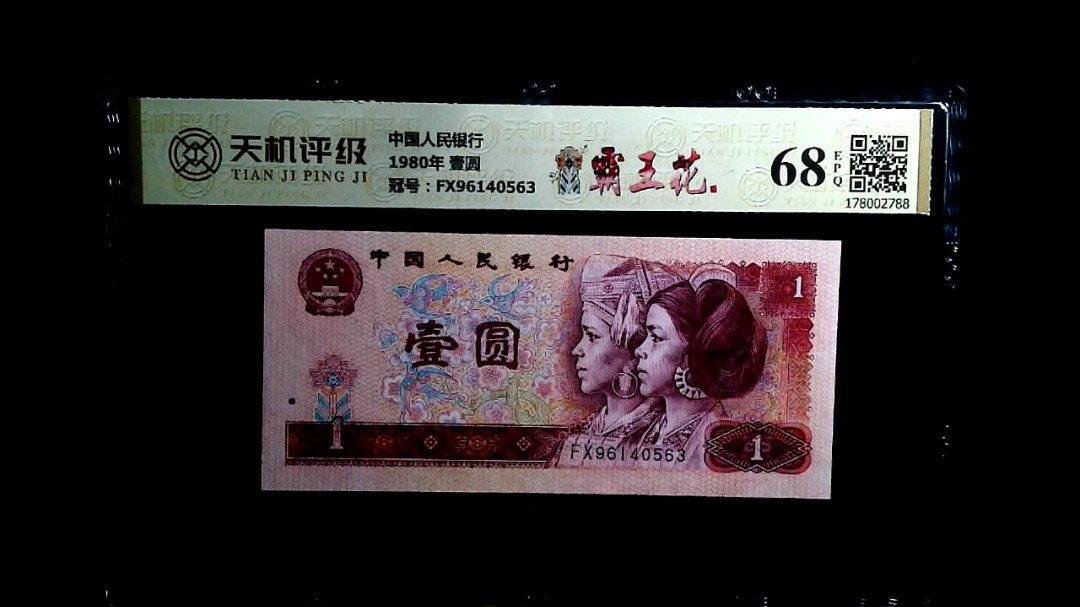 天机评级
TIAN JI PING JI
中国人民银行
1980年 壹圆
冠号：FX96140563
霸王花
68
EPQ
178002788
中国人民银行
壹圆
1
1
1
FX96140563